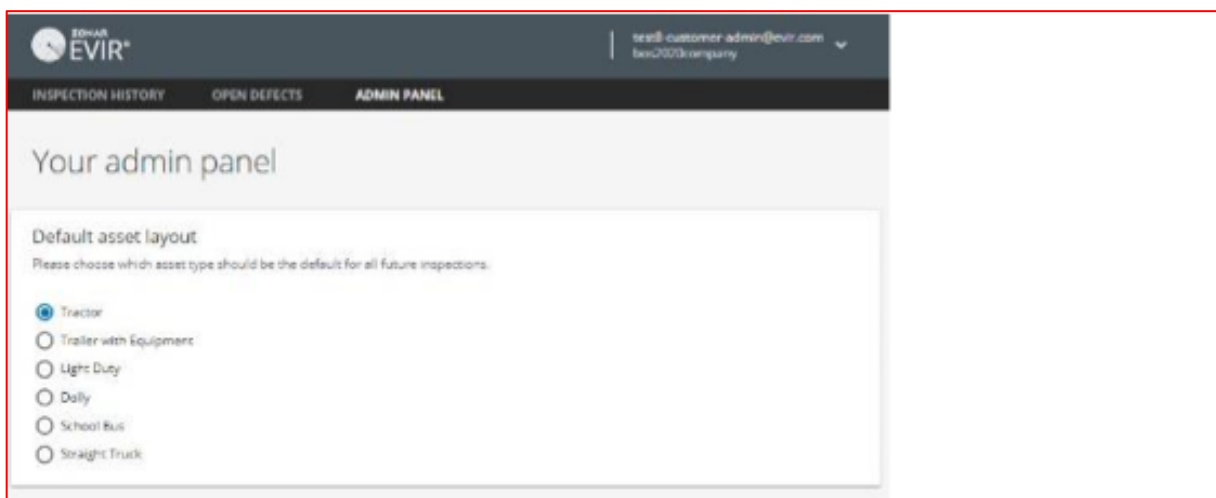 ZONAR
EVIR
test8-customer-admin@evir.com
INSPECTION HISTORY OPEN DEFECTS ADMIN PANEL
Your admin panel
Default asset layout
Please choose which asset type should be the default for all future inspections.
Tractor
Trailer with Equipment
Light Duty
Dolly
School Bus
Straight Truck